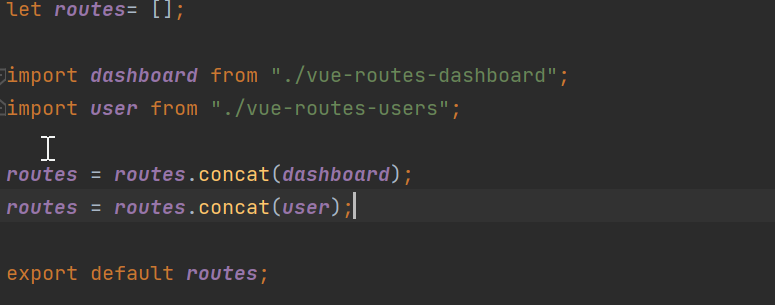 let routes= [];
import dashboard from "./vue-routes-dashboard";
import user from "./vue-routes-users";
routes = routes.concat(dashboard);
routes = routes.concat(user);
export default routes;